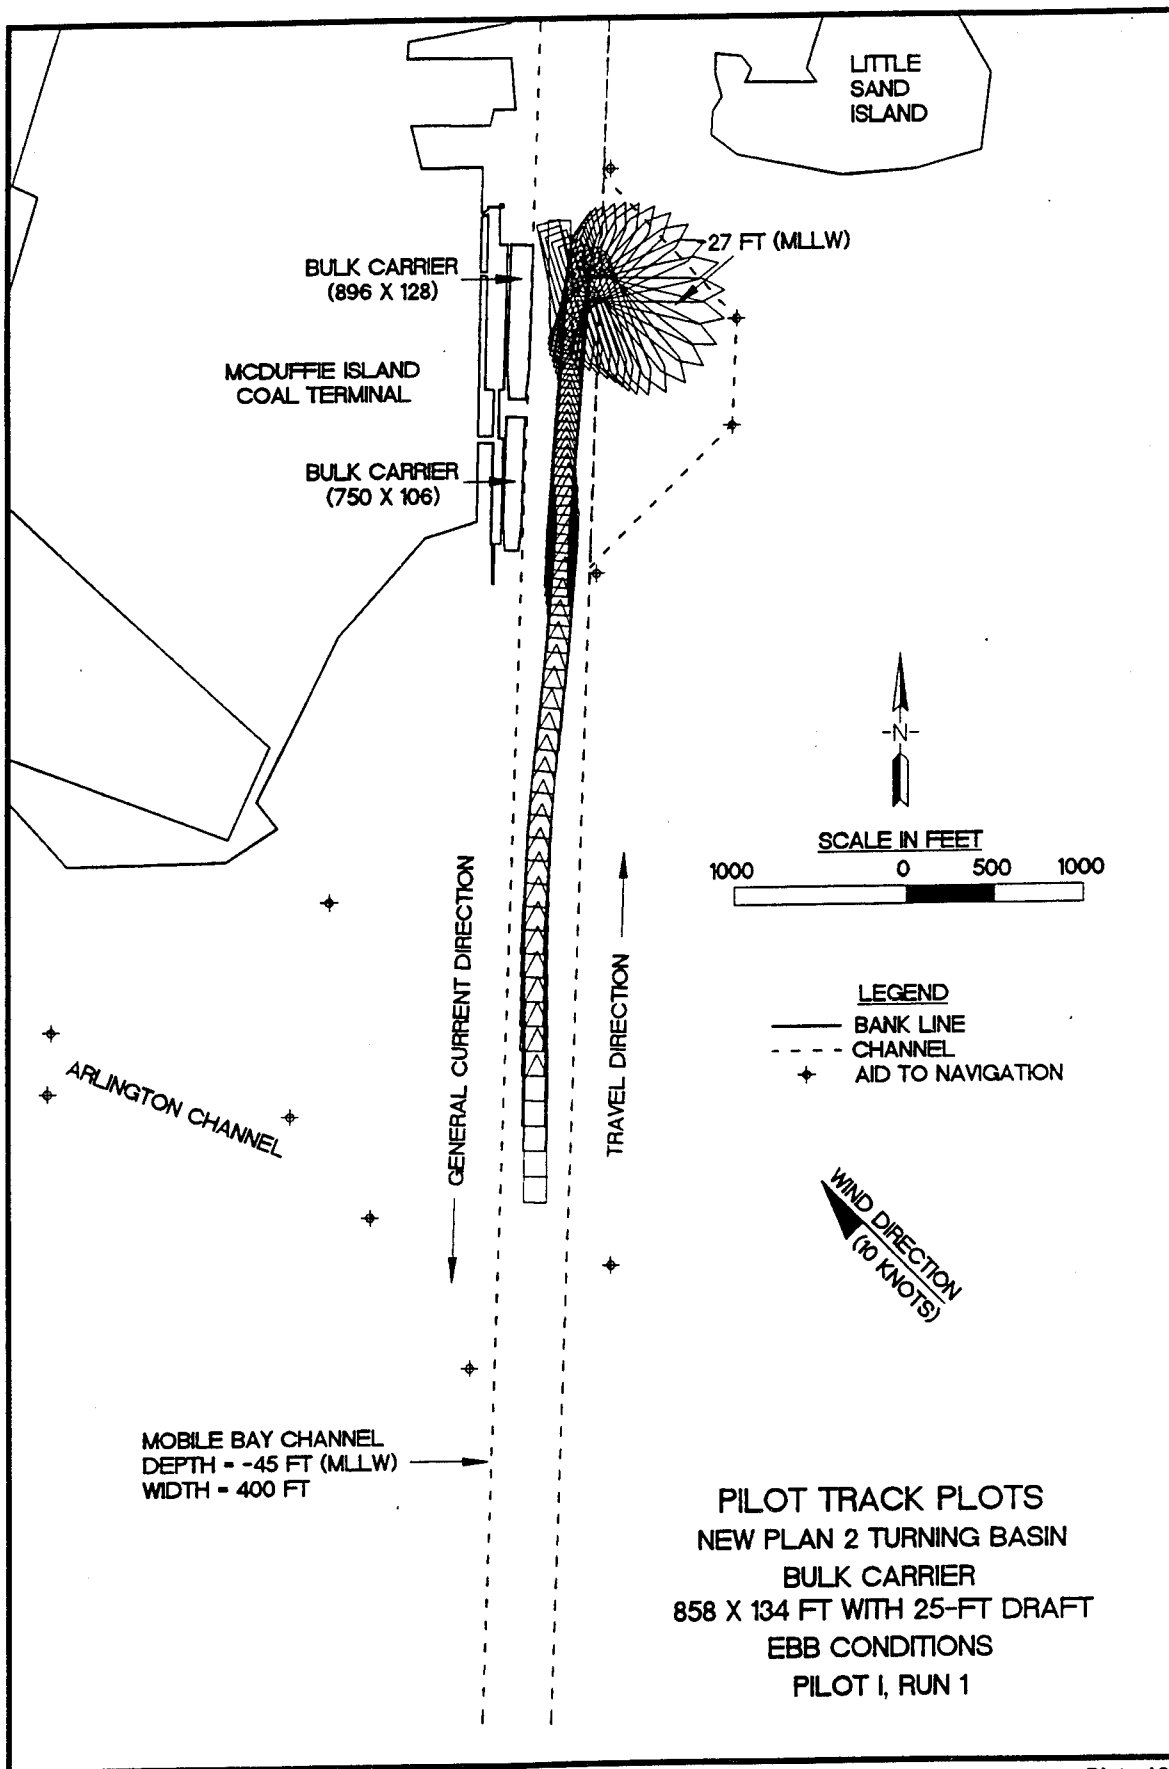 LITTLE
SAND
ISLAND
-27 FT (MLLW)
BULK CARRIER
(896 X 128)
MCDUFFIE ISLAND
COAL TERMINAL
BULK CARRIER
(750 X 106)
-N-
SCALE IN FEET
1000 0 500 1000
GENERAL CURRENT DIRECTION
TRAVEL DIRECTION
LEGEND
BANK LINE
CHANNEL
AID TO NAVIGATION
ARLINGTON CHANNEL
WIND DIRECTION
(10 KNOTS)
MOBILE BAY CHANNEL
DEPTH = -45 FT (MLLW)
WIDTH = 400 FT
PILOT TRACK PLOTS
NEW PLAN 2 TURNING BASIN
BULK CARRIER
858 X 134 FT WITH 25-FT DRAFT
EBB CONDITIONS
PILOT I, RUN 1